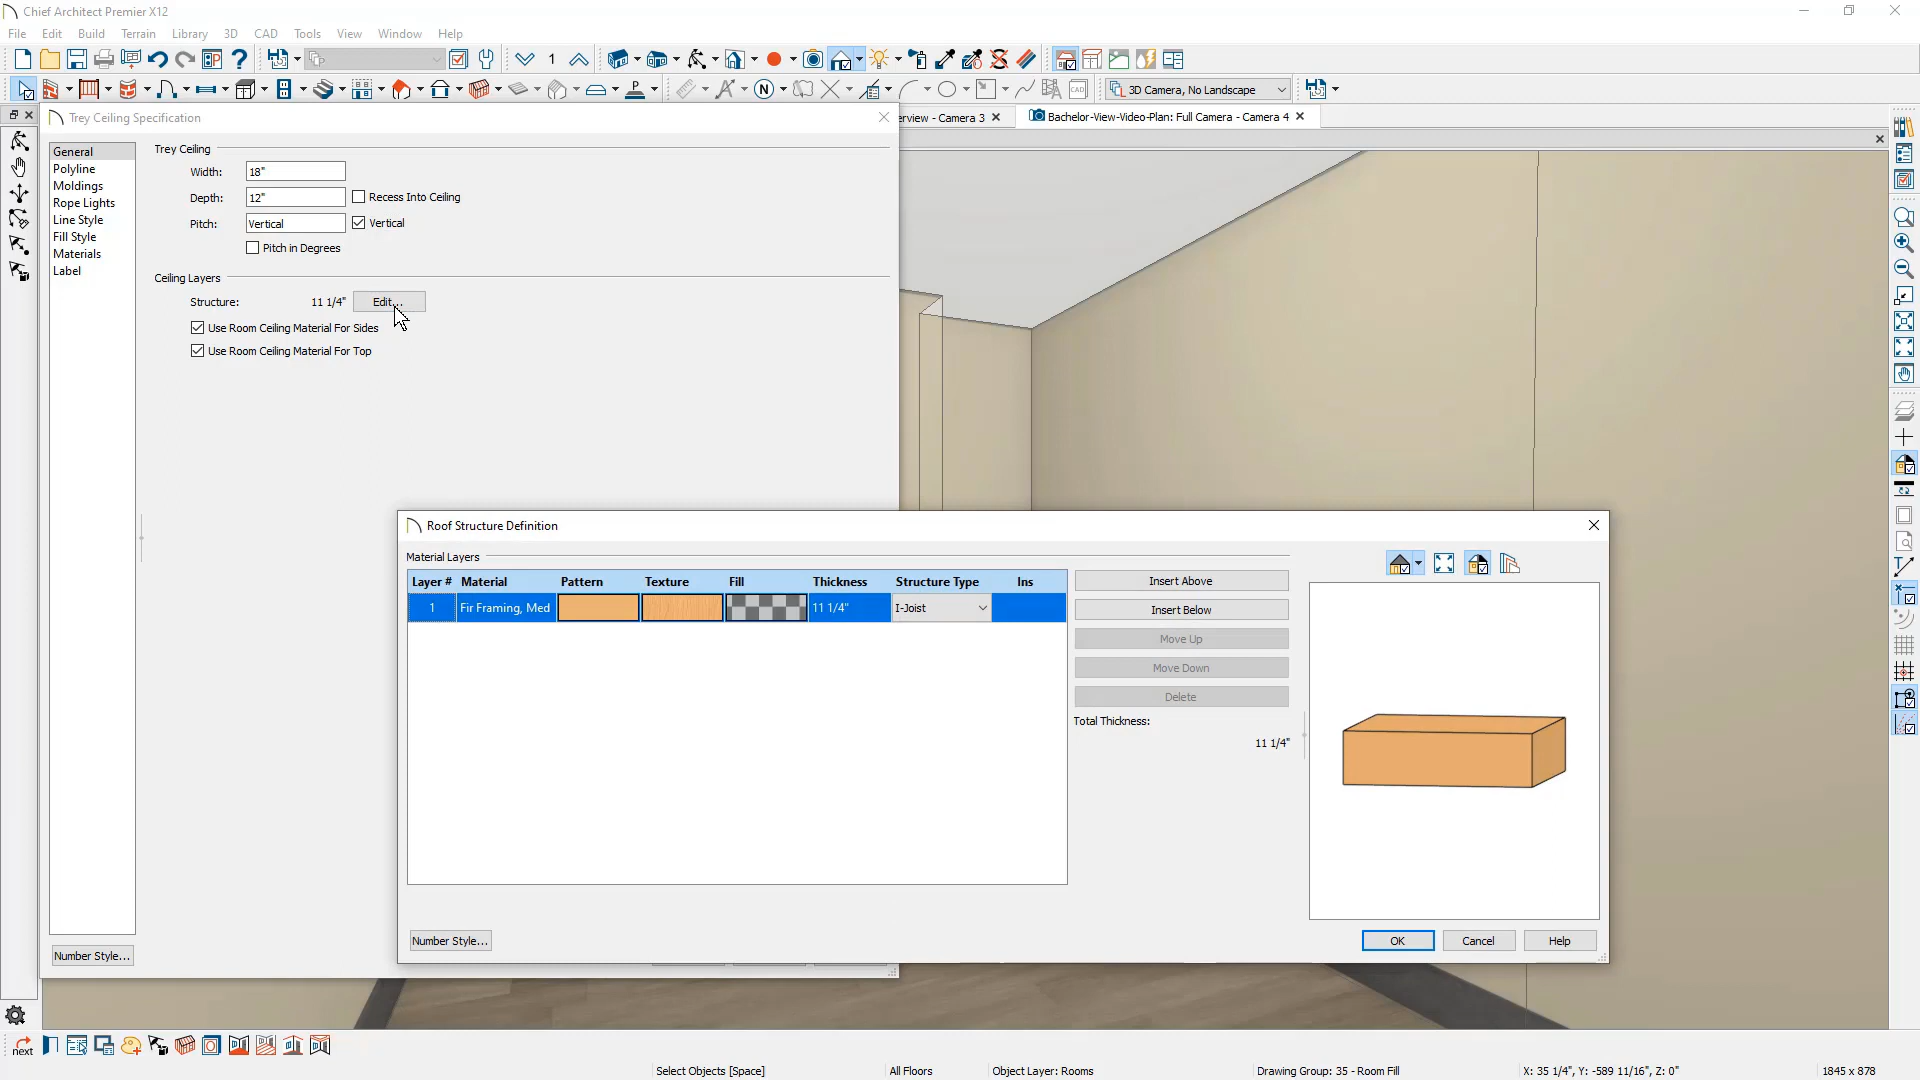 Chief Architect Premier X12
File Edit Build Terrain Library 3D CAD Tools View Window Help
1
3D Camera, No Landscape
Trey Ceiling Specification
erview - Camera 3
Bachelor-View-Video-Plan: Full Camera - Camera 4
General
Polyline
Moldings
Rope Lights
Line Style
Fill Style
Materials
Label
Trey Ceiling
Width: 18"
Depth: 12" Recess Into Ceiling
Pitch: Vertical Vertical
Pitch in Degrees
Ceiling Layers
Structure: 11 1/4" Edit...
Use Room Ceiling Material For Sides
Use Room Ceiling Material For Top
Number Style...
Roof Structure Definition
Material Layers
Layer # Material Pattern Texture Fill Thickness Structure Type Ins
1 Fir Framing, Med 11 1/4" I-Joist
Insert Above
Insert Below
Move Up
Move Down
Delete
Total Thickness:
11 1/4"
Number Style...
OK Cancel Help
next
Select Objects [Space] All Floors Object Layer: Rooms Drawing Group: 35 - Room Fill X: 35 1/4", Y: -589 11/16", Z: 0" 1845 x 878